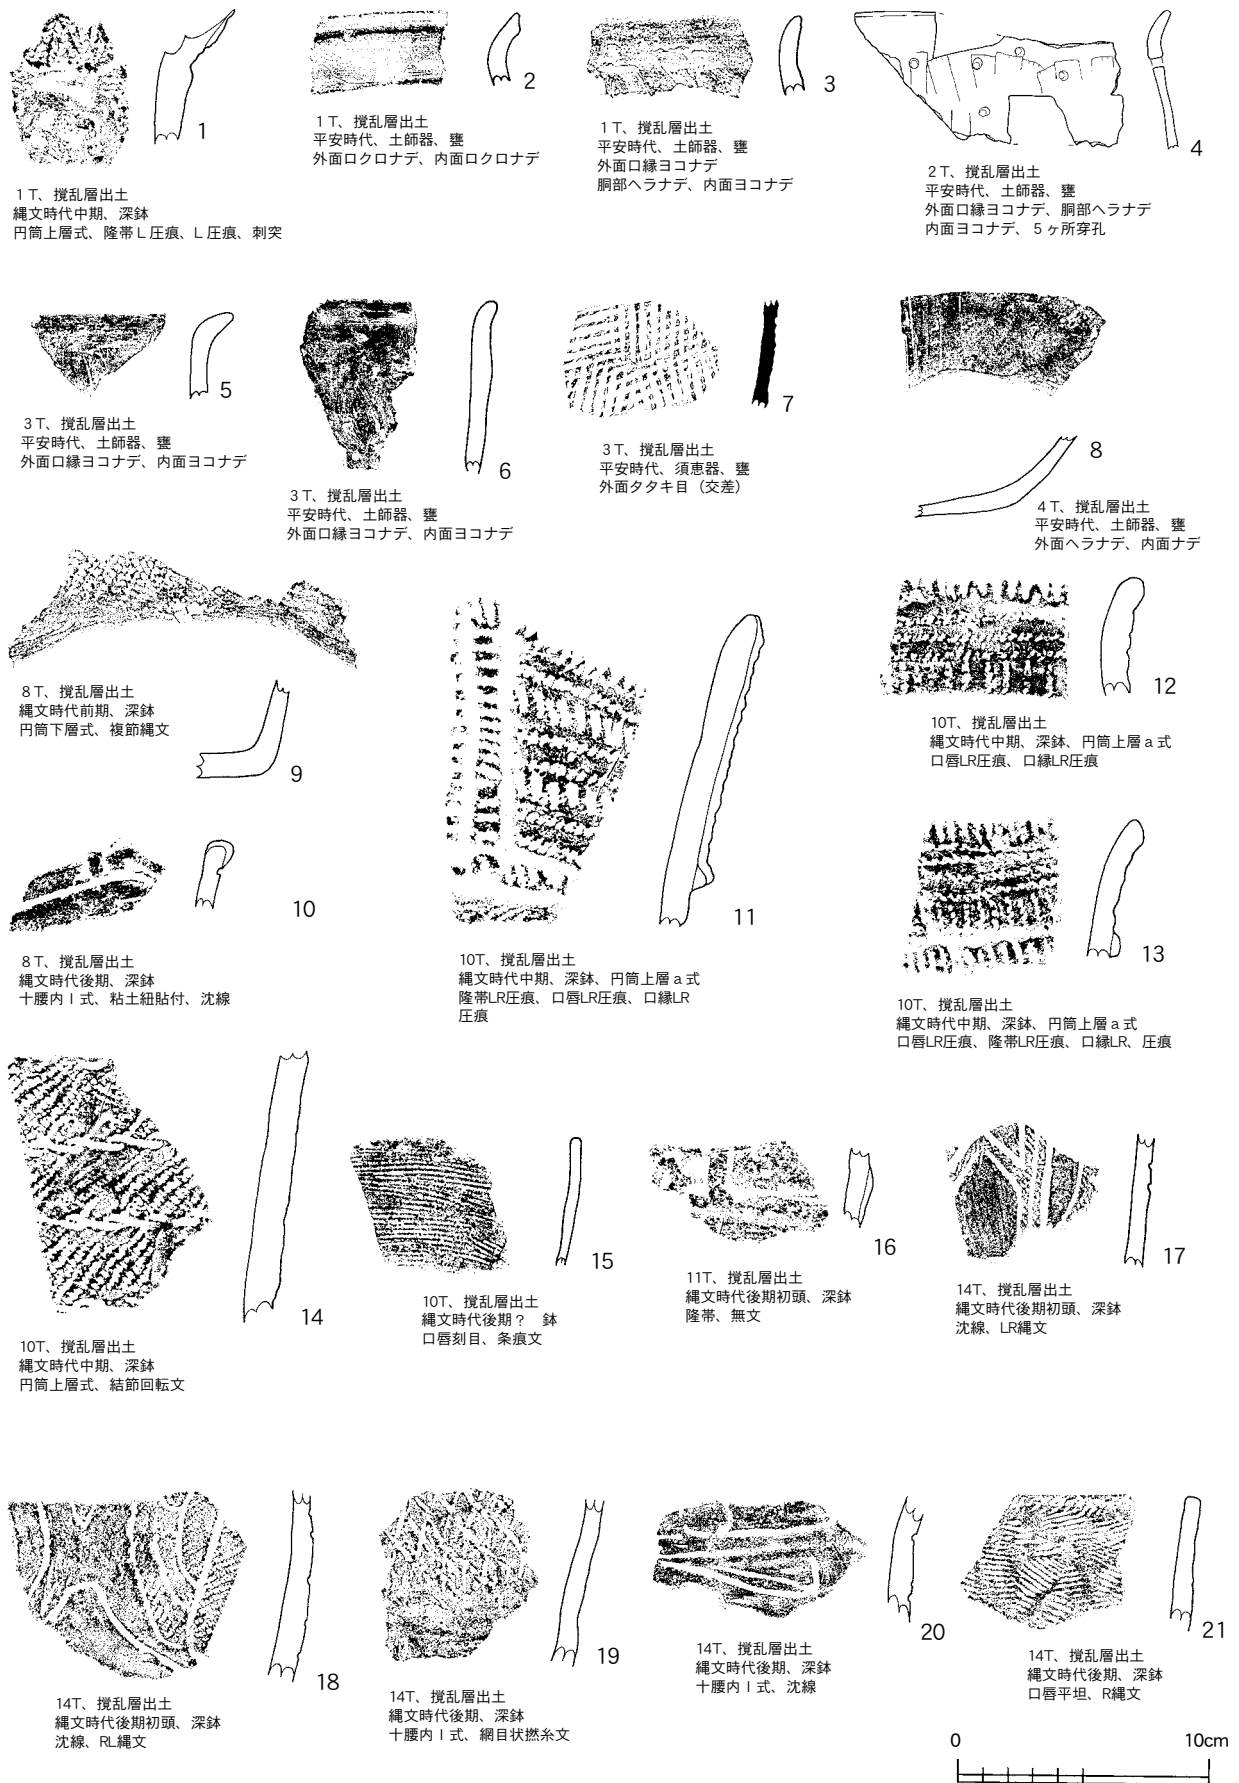 1
1T、撹乱層出土
縄文時代中期、深鉢
円筒上層式、隆帯L圧痕、L圧痕、刺突
2
1T、撹乱層出土
平安時代、土師器、甕
外面ロクロナデ、内面ロクロナデ
3
1T、撹乱層出土
平安時代、土師器、甕
外面口縁ヨコナデ
胴部ヘラナデ、内面ヨコナデ
4
2T、撹乱層出土
平安時代、土師器、甕
外面口縁ヨコナデ、胴部ヘラナデ
内面ヨコナデ、5ヶ所穿孔
5
3T、撹乱層出土
平安時代、土師器、甕
外面口縁ヨコナデ、内面ヨコナデ
6
3T、撹乱層出土
平安時代、土師器、甕
外面口縁ヨコナデ、内面ヨコナデ
7
3T、撹乱層出土
平安時代、須恵器、甕
外面タタキ目（交差）
8
4T、撹乱層出土
平安時代、土師器、甕
外面ヘラナデ、内面ナデ
8T、撹乱層出土
縄文時代前期、深鉢
円筒下層式、複節縄文
9
10
8T、撹乱層出土
縄文時代後期、深鉢
十腰内Ⅰ式、粘土紐貼付、沈線
11
10T、撹乱層出土
縄文時代中期、深鉢、円筒上層a式
隆帯LR圧痕、口唇LR圧痕、口縁LR
圧痕
12
10T、撹乱層出土
縄文時代中期、深鉢、円筒上層a式
口唇LR圧痕、口縁LR圧痕
13
10T、撹乱層出土
縄文時代中期、深鉢、円筒上層a式
口唇LR圧痕、隆帯LR圧痕、口縁LR、圧痕
14
10T、撹乱層出土
縄文時代中期、深鉢
円筒上層式、結節回転文
15
10T、撹乱層出土
縄文時代後期？　鉢
口唇刻目、条痕文
16
11T、撹乱層出土
縄文時代後期初頭、深鉢
隆帯、無文
17
14T、撹乱層出土
縄文時代後期初頭、深鉢
沈線、LR縄文
18
14T、撹乱層出土
縄文時代後期初頭、深鉢
沈線、RL縄文
19
14T、撹乱層出土
縄文時代後期、深鉢
十腰内Ⅰ式、網目状撚糸文
20
14T、撹乱層出土
縄文時代後期、深鉢
十腰内Ⅰ式、沈線
21
14T、撹乱層出土
縄文時代後期、深鉢
口唇平坦、R縄文
0 10cm